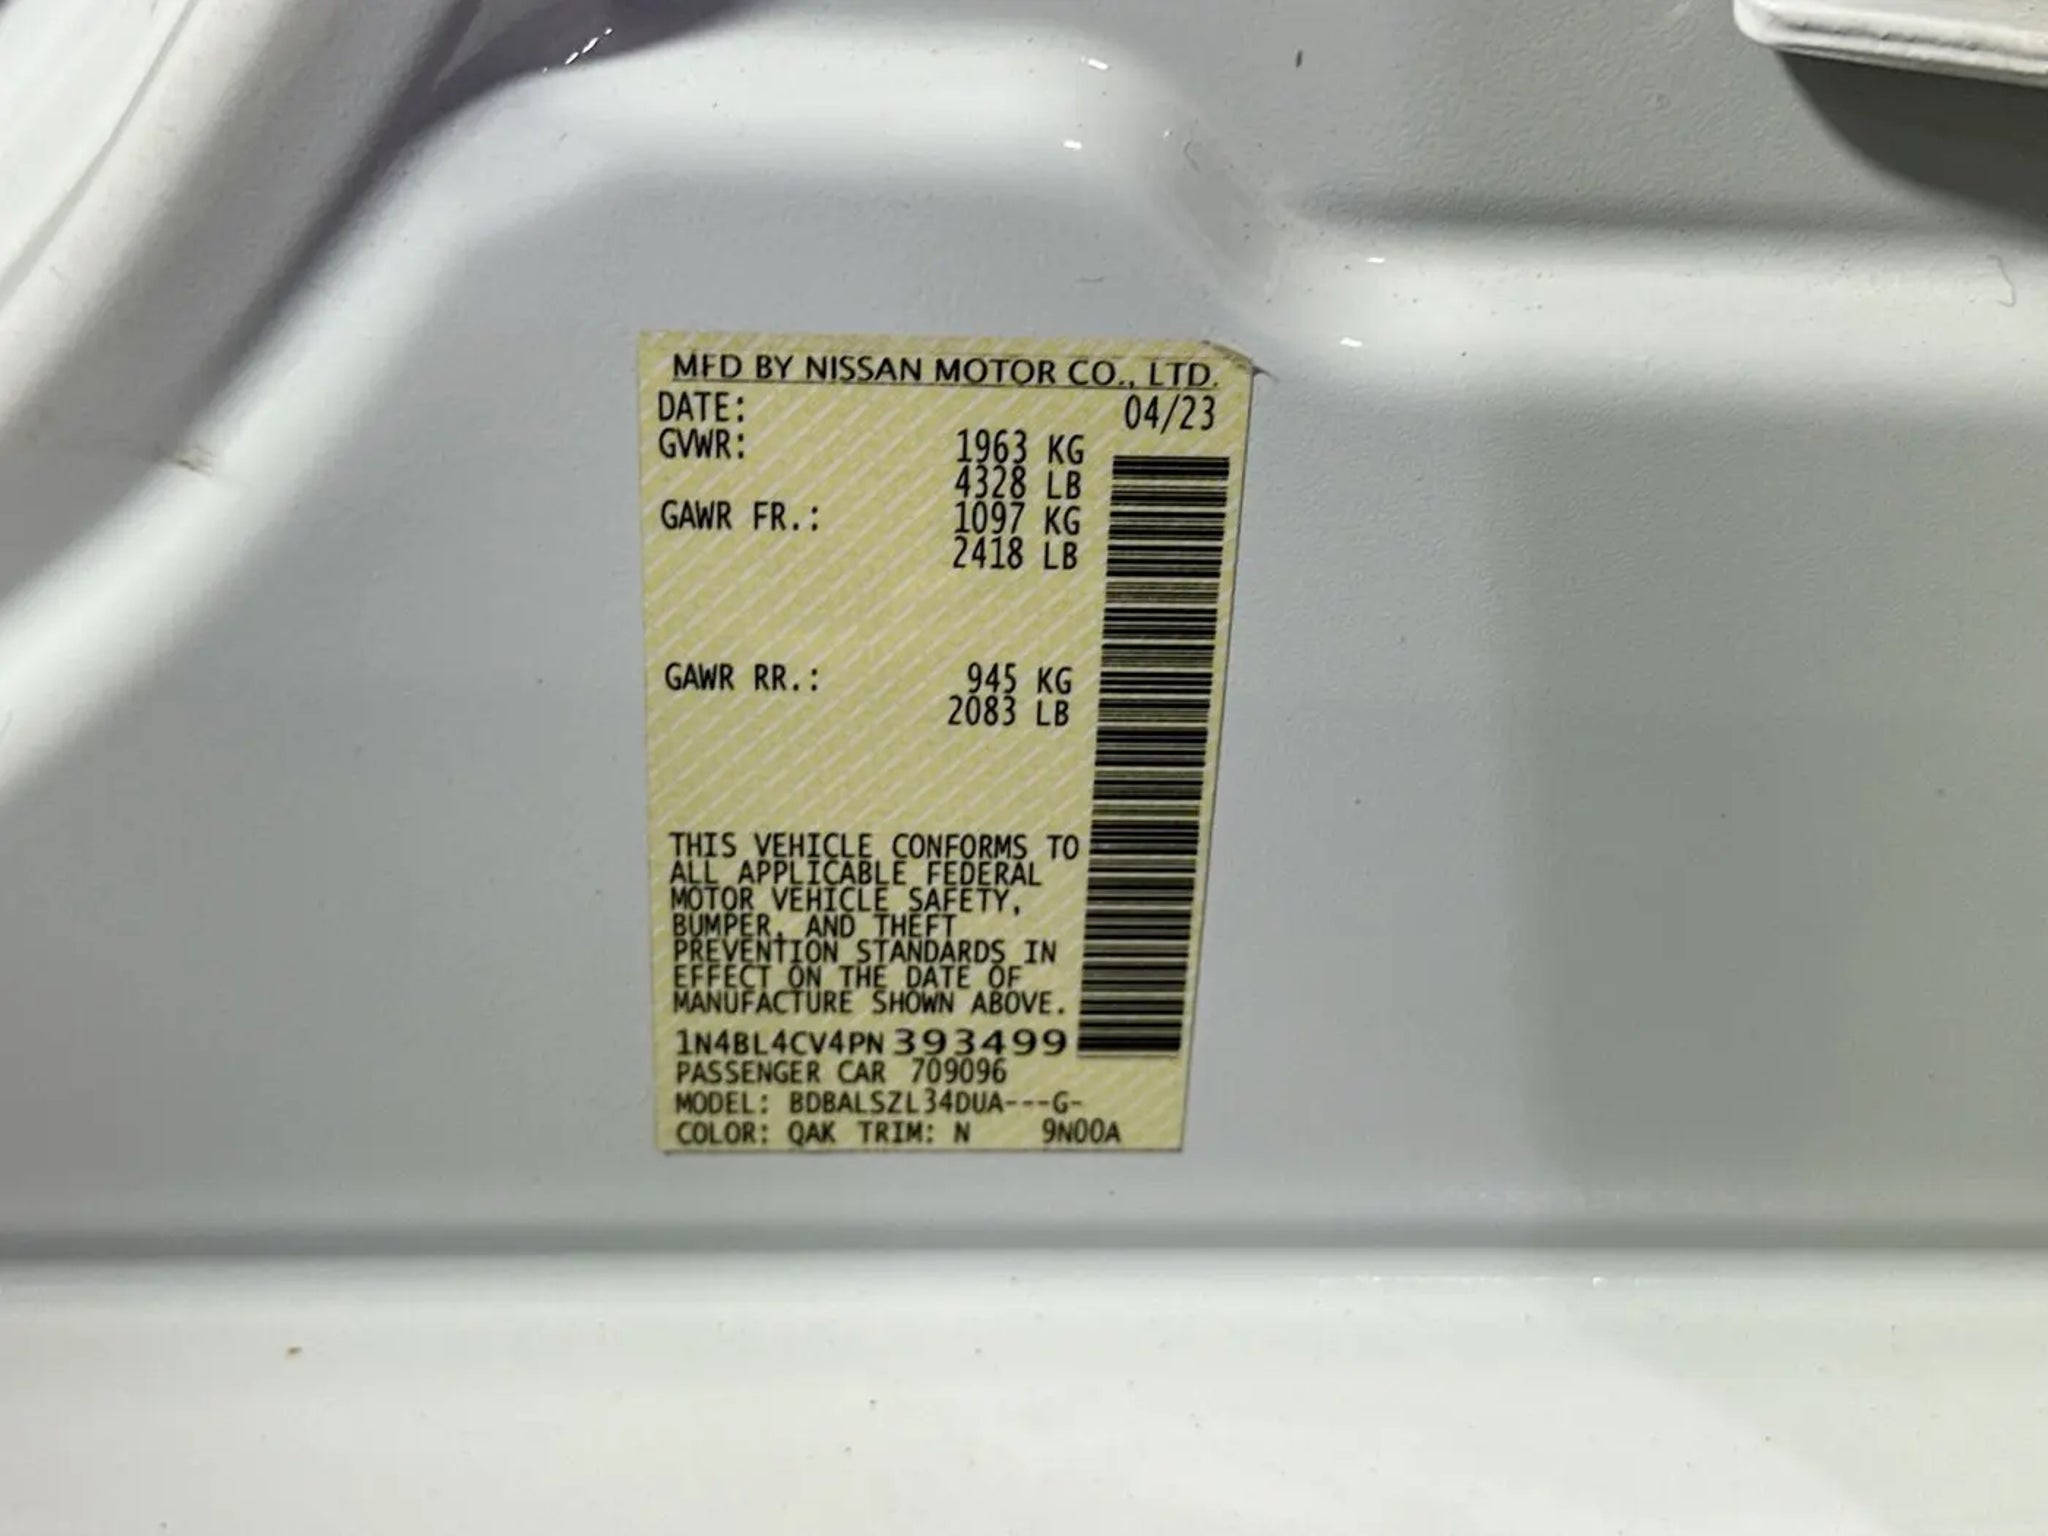 MFD BY NISSAN MOTOR CO., LTD.
DATE: 04/23
GVWR: 1963 KG
4328 LB
GAWR FR.: 1097 KG
2418 LB
GAWR RR.: 945 KG
2083 LB
THIS VEHICLE CONFORMS TO
ALL APPLICABLE FEDERAL
MOTOR VEHICLE SAFETY,
BUMPER, AND THEFT
PREVENTION STANDARDS IN
EFFECT ON THE DATE OF
MANUFACTURE SHOWN ABOVE.
1N4BL4CV4PN393499
PASSENGER CAR 709096
MODEL: BDBALSZL34DUA---G-
COLOR: QAK TRIM: N 9N00A